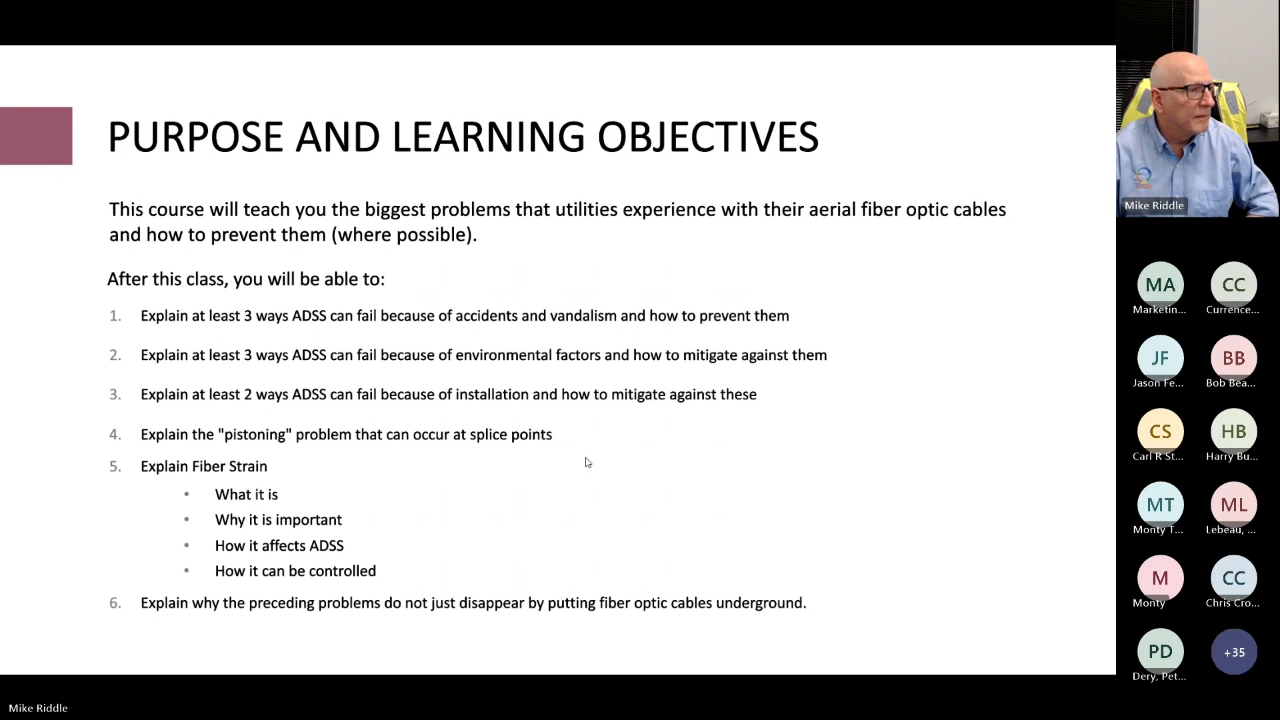 PURPOSE AND LEARNING OBJECTIVES
This course will teach you the biggest problems that utilities experience with their aerial fiber optic cables
and how to prevent them (where possible).
After this class, you will be able to:
1. Explain at least 3 ways ADSS can fail because of accidents and vandalism and how to prevent them
2. Explain at least 3 ways ADSS can fail because of environmental factors and how to mitigate against them
3. Explain at least 2 ways ADSS can fail because of installation and how to mitigate against these
4. Explain the "pistoning" problem that can occur at splice points
5. Explain Fiber Strain
• What it is
• Why it is important
• How it affects ADSS
• How it can be controlled
6. Explain why the preceding problems do not just disappear by putting fiber optic cables underground.
Mike Riddle
MA CC
Marketin... Currence...
JF BB
Jason Fe... Bob Bea...
CS HB
Carl R St... Harry Bu...
MT ML
Monty T... Lebeau, ...
M CC
Monty Chris Cro...
PD +35
Dery, Pet...
Mike Riddle